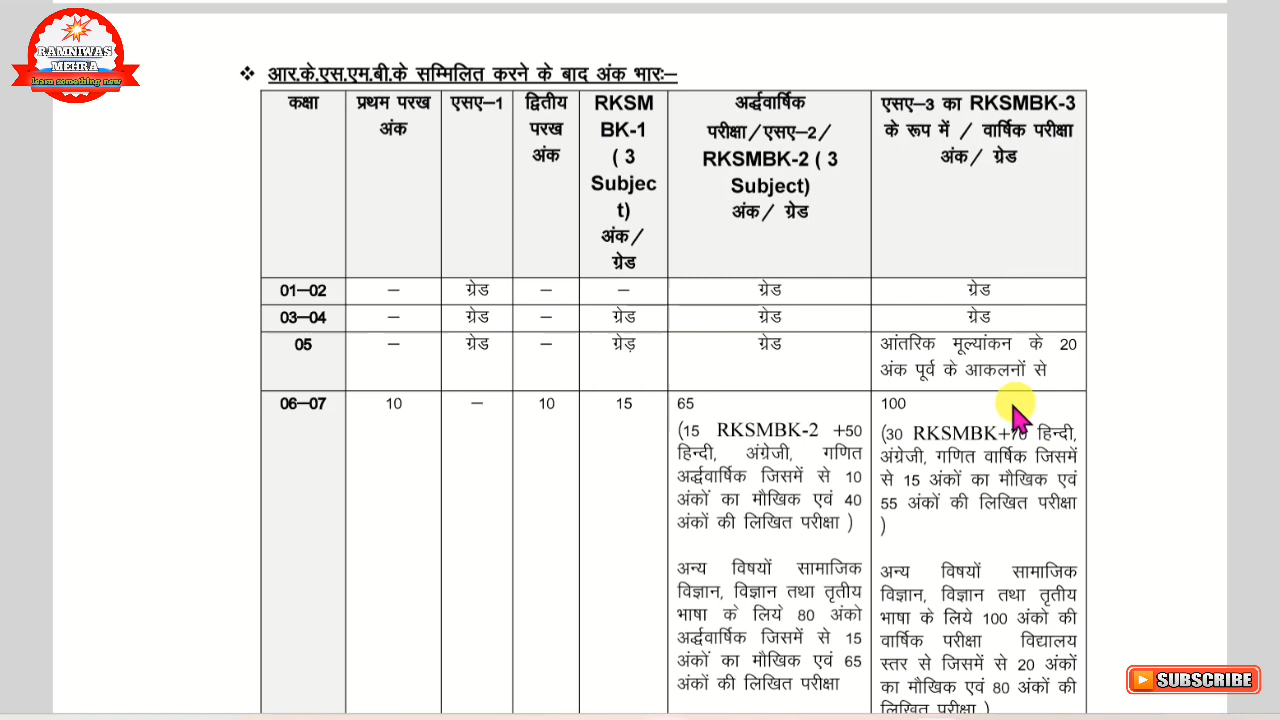 RAMNIWAS
MEHRA
Learn something new
❖ आर.के.एस.एम.बी.के सम्मिलित करने के बाद अंक भारः–
कक्षा
प्रथम परख
अंक
एसए–1
द्वितीय
परख
अंक
RKSM
BK-1
( 3
Subjec
t)
अंक/
ग्रेड
अर्द्धवार्षिक
परीक्षा/एसए–2/
RKSMBK-2 ( 3
Subject)
अंक/ ग्रेड
एसए–3 का RKSMBK-3
के रूप में / वार्षिक परीक्षा
अंक/ ग्रेड
01–02 – ग्रेड – – ग्रेड ग्रेड
03–04 – ग्रेड – ग्रेड ग्रेड ग्रेड
05 – ग्रेड – ग्रेड़ ग्रेड
आंतरिक मूल्यांकन के 20
अंक पूर्व के आकलनों से
06–07 10 – 10 15
65
(15 RKSMBK-2 +50
हिन्दी, अंग्रेजी, गणित
अर्द्धवार्षिक जिसमें से 10
अंकों का मौखिक एवं 40
अंकों की लिखित परीक्षा )
अन्य विषयों सामाजिक
विज्ञान, विज्ञान तथा तृतीय
भाषा के लिये 80 अंको
अर्द्धवार्षिक जिसमें से 15
अंकों का मौखिक एवं 65
अंकों की लिखित परीक्षा
100
(30 RKSMBK+70 हिन्दी,
अंग्रेजी, गणित वार्षिक जिसमें
से 15 अंकों का मौखिक एवं
55 अंकों की लिखित परीक्षा
)
अन्य विषयों सामाजिक
विज्ञान, विज्ञान तथा तृतीय
भाषा के लिये 100 अंको की
वार्षिक परीक्षा विद्यालय
स्तर से जिसमें से 20 अंकों
का मौखिक एवं 80 अंकों की
लिखित परीक्षा )
SUBSCRIBE